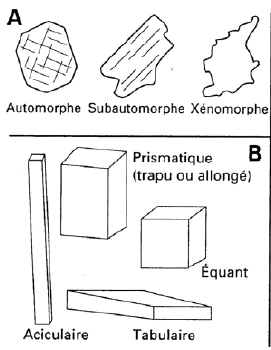 A
Automorphe Subautomorphe Xénomorphe
B
Prismatique
(trapu ou allongé)
Équant
Aciculaire Tabulaire